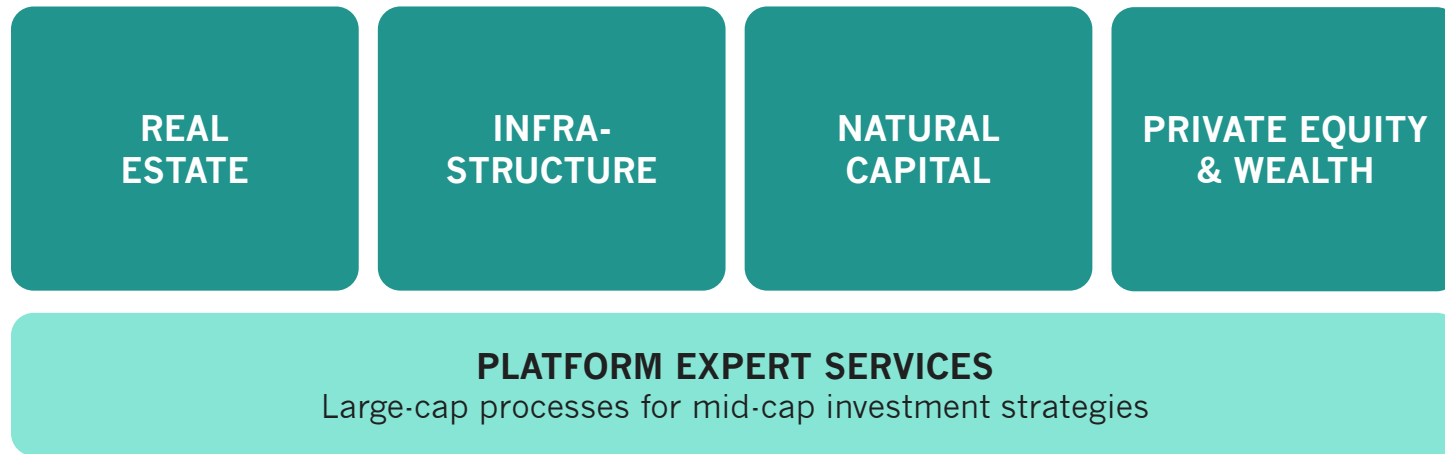 REAL
ESTATE
INFRA-
STRUCTURE
NATURAL
CAPITAL
PRIVATE EQUITY
& WEALTH
PLATFORM EXPERT SERVICES
Large-cap processes for mid-cap investment strategies